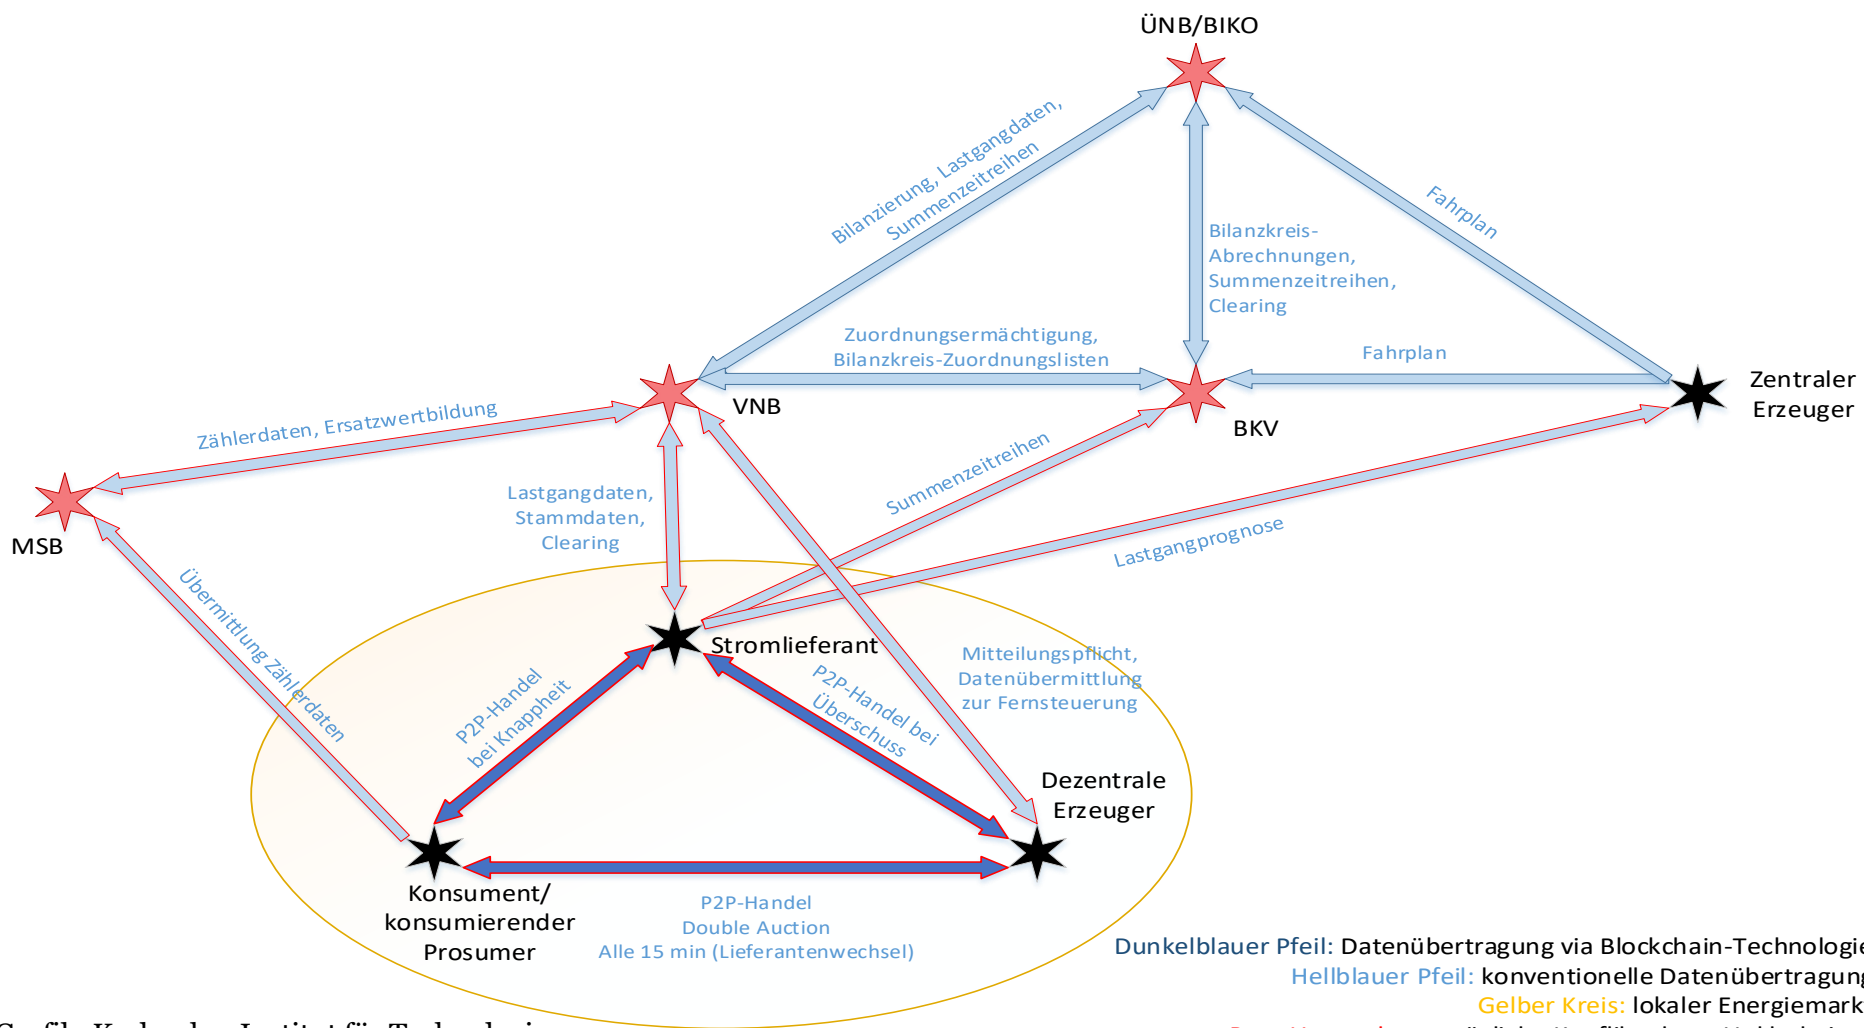 ÜNB/BIKO
Bilanzierung, Lastgangdaten,
Summenzeitreihen
Fahrplan
Bilanzkreis-
Abrechnungen,
Summenzeitreihen,
Clearing
Zuordnungsermächtigung,
Bilanzkreis-Zuordnungslisten
Fahrplan
Zentraler
Erzeuger
VNB
BKV
Zählerdaten, Ersatzwertbildung
Summenzeitreihen
Lastgangdaten,
Stammdaten,
Clearing
MSB
Lastgangprognose
Übermittlung Zählerdaten
Stromlieferant
Mitteilungspflicht,
Datenübermittlung
zur Fernsteuerung
P2P-Handel
bei Knappheit
P2P-Handel bei
Überschuss
Dezentrale
Erzeuger
Konsument/
konsumierender
Prosumer
P2P-Handel
Double Auction
Alle 15 min (Lieferantenwechsel)
Dunkelblauer Pfeil: Datenübertragung via Blockchain-Technologie
Hellblauer Pfeil: konventionelle Datenübertragung
Gelber Kreis: lokaler Energiemark